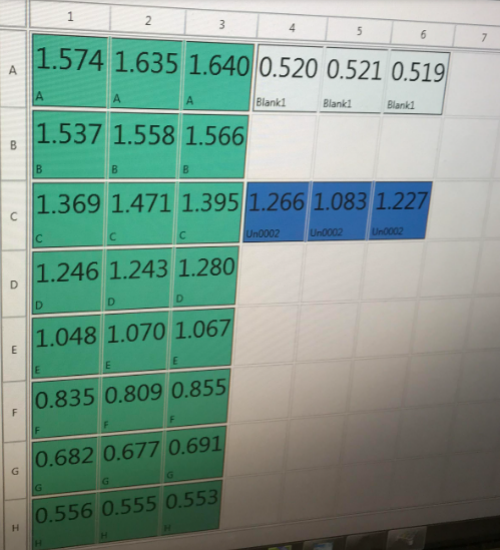 1 2 3 4 5 6 7
A 1.574 1.635 1.640 0.520 0.521 0.519
A A A Blank1 Blank1 Blank1
B 1.537 1.558 1.566
B B B
C 1.369 1.471 1.395 1.266 1.083 1.227
C C C Un0002 Un0002 Un0002
D 1.246 1.243 1.280
D D D
E 1.048 1.070 1.067
E E E
F 0.835 0.809 0.855
F F F
G 0.682 0.677 0.691
G G G
H 0.556 0.555 0.553
H H H